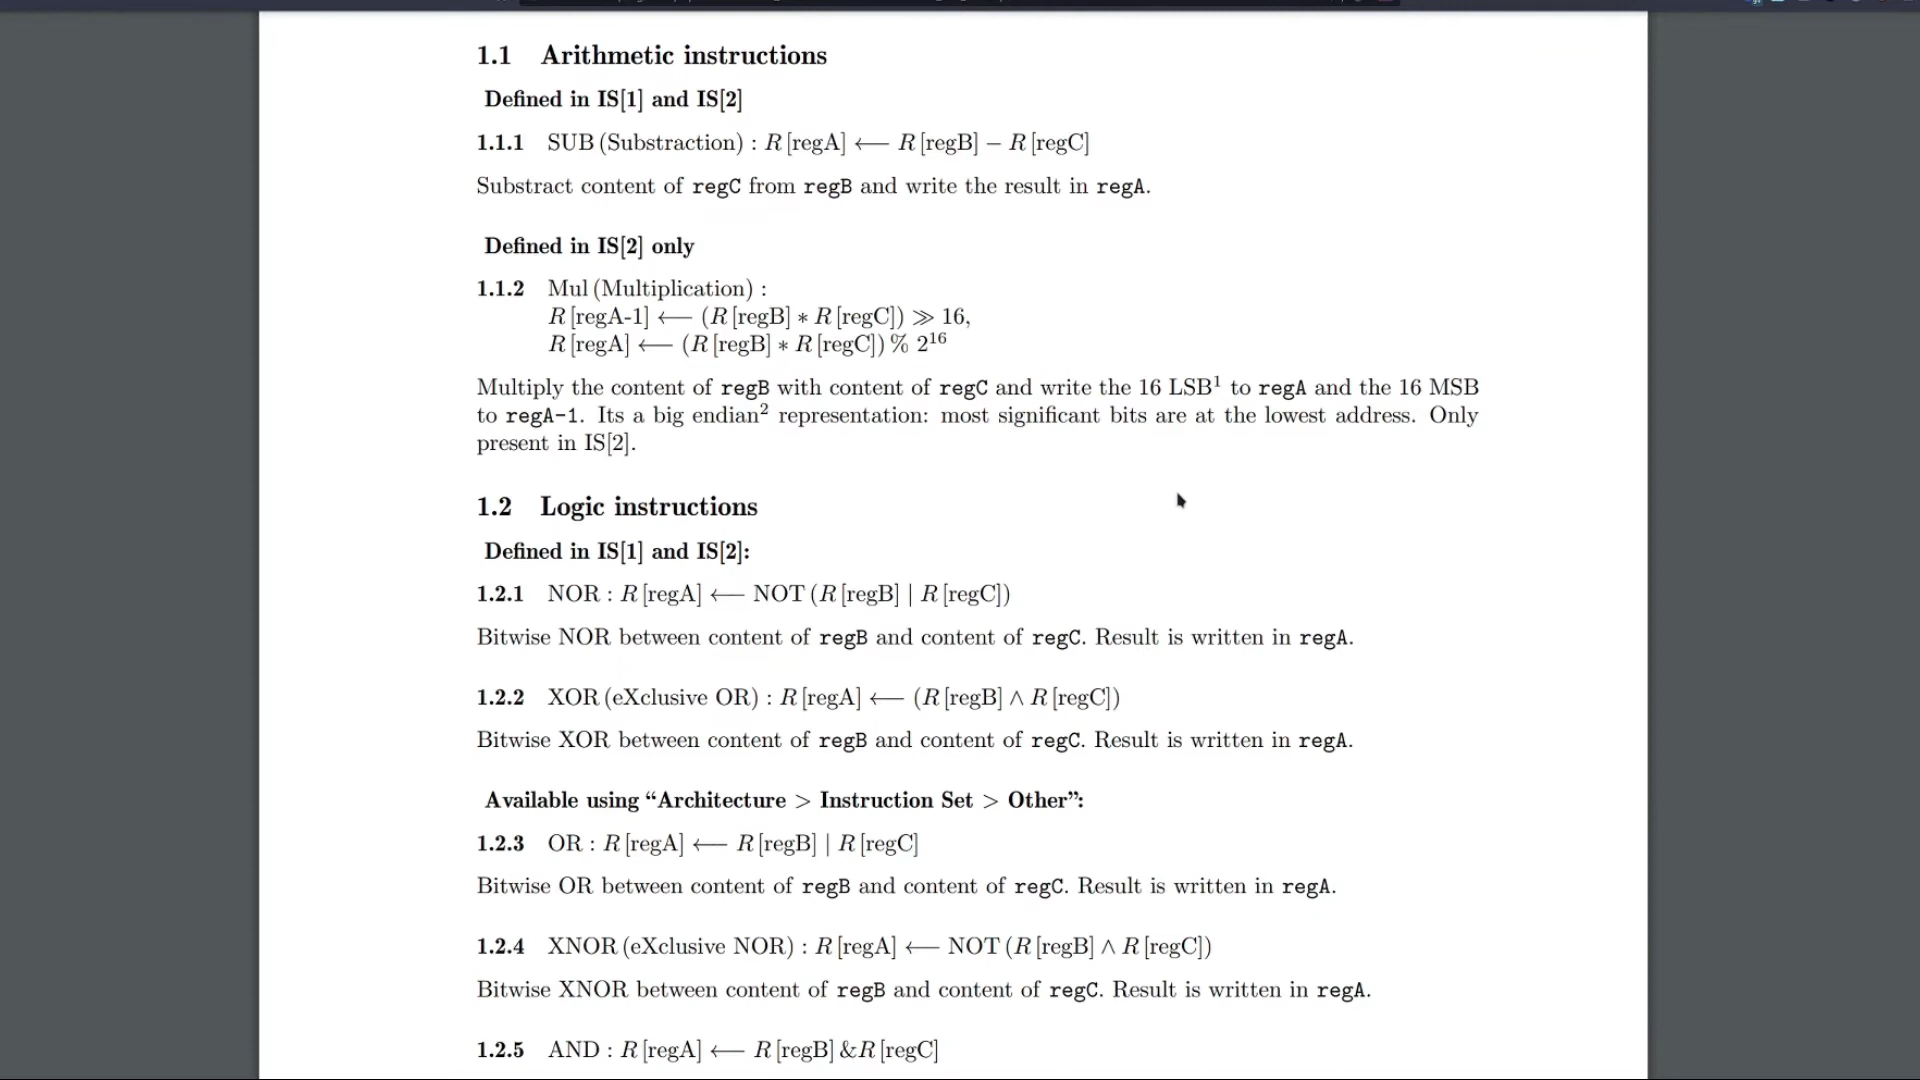 1.1 Arithmetic instructions
Defined in IS[1] and IS[2]
1.1.1 SUB (Substraction) : R [regA] ⟵ R [regB] − R [regC]
Substract content of regC from regB and write the result in regA.
Defined in IS[2] only
1.1.2 Mul (Multiplication) :
R [regA-1] ⟵ (R [regB] ∗ R [regC]) ≫ 16,
R [regA] ⟵ (R [regB] ∗ R [regC]) % 2¹⁶
Multiply the content of regB with content of regC and write the 16 LSB¹ to regA and the 16 MSB
to regA-1. Its a big endian² representation: most significant bits are at the lowest address. Only
present in IS[2].
1.2 Logic instructions
Defined in IS[1] and IS[2]:
1.2.1 NOR : R [regA] ⟵ NOT (R [regB] | R [regC])
Bitwise NOR between content of regB and content of regC. Result is written in regA.
1.2.2 XOR (eXclusive OR) : R [regA] ⟵ (R [regB] ∧ R [regC])
Bitwise XOR between content of regB and content of regC. Result is written in regA.
Available using “Architecture > Instruction Set > Other”:
1.2.3 OR : R [regA] ⟵ R [regB] | R [regC]
Bitwise OR between content of regB and content of regC. Result is written in regA.
1.2.4 XNOR (eXclusive NOR) : R [regA] ⟵ NOT (R [regB] ∧ R [regC])
Bitwise XNOR between content of regB and content of regC. Result is written in regA.
1.2.5 AND : R [regA] ⟵ R [regB] &R [regC]